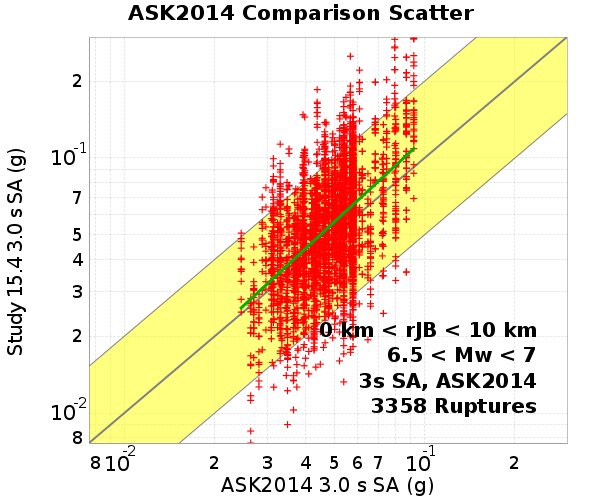 ASK2014 Comparison Scatter
Study 15.4 3.0 s SA (g)
2
10-1
7
5
4
3
2
10-2
8
0 km < rJB < 10 km
6.5 < Mw < 7
3s SA, ASK2014
3358 Ruptures
8 10-2 2 3 4 5 6 7 10-1 2
ASK2014 3.0 s SA (g)